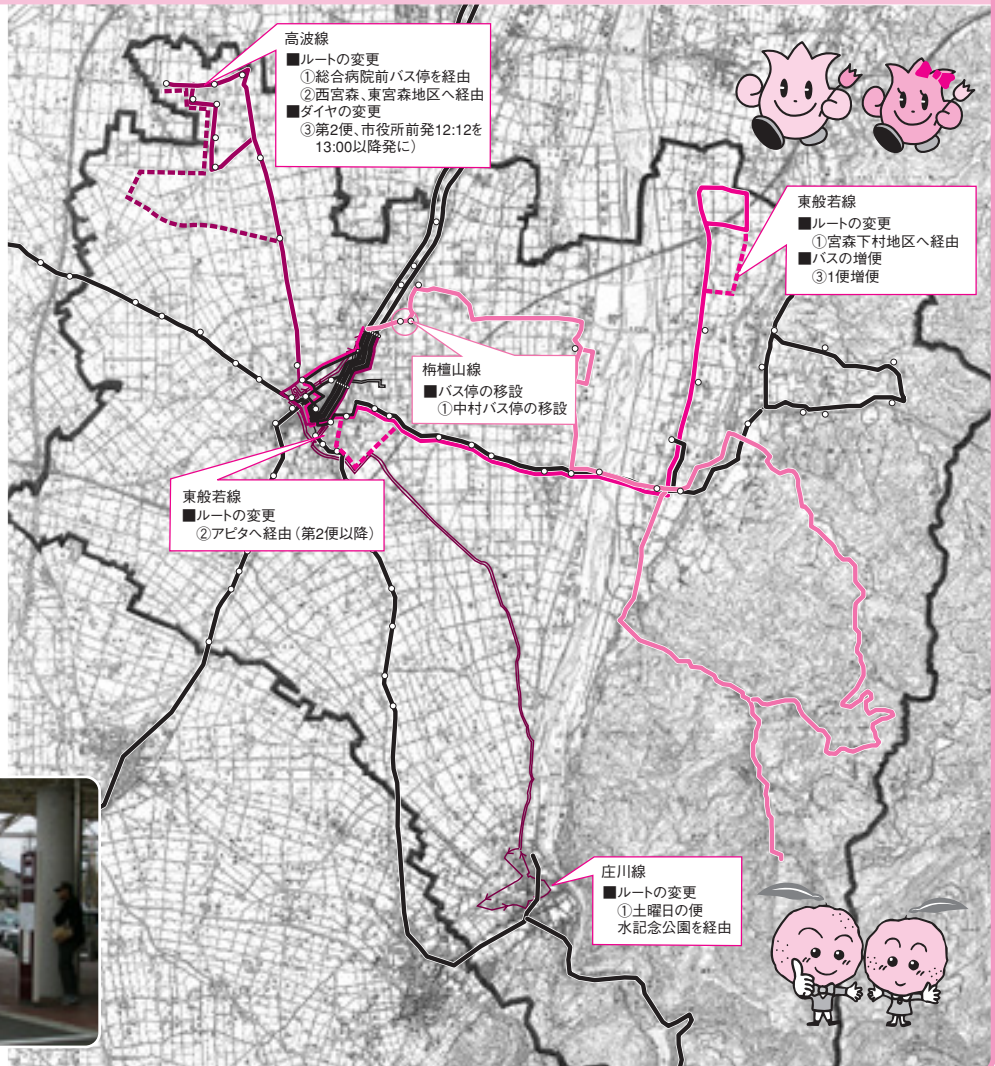 高波線
■ルートの変更
①総合病院前バス停を経由
②西宮森、東宮森地区へ経由
■ダイヤの変更
③第2便、市役所前発12:12を
13:00以降発に）
東般若線
■ルートの変更
①宮森下村地区へ経由
■バスの増便
③1便増便
栴檀山線
■バス停の移設
①中村バス停の移設
東般若線
■ルートの変更
②アピタへ経由（第2便以降）
庄川線
■ルートの変更
①土曜日の便
水記念公園を経由